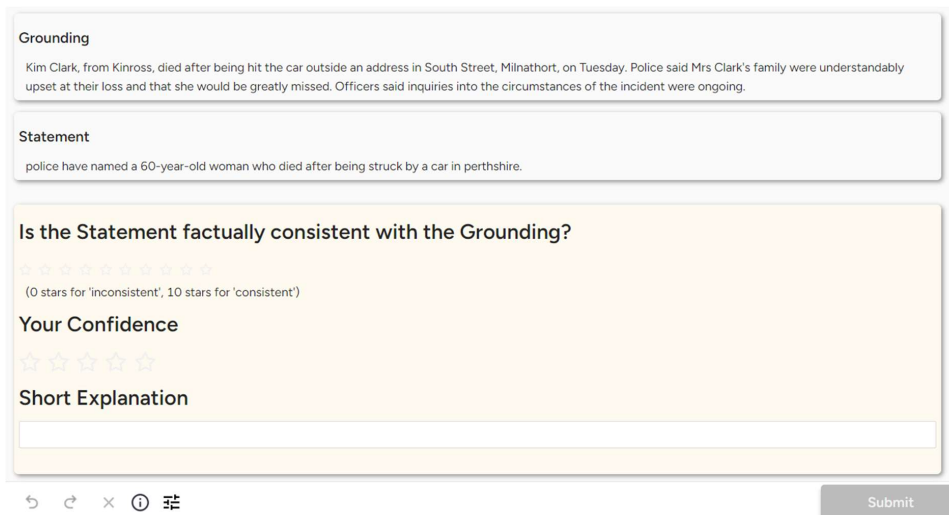 Grounding
Kim Clark, from Kinross, died after being hit the car outside an address in South Street, Milnathort, on Tuesday. Police said Mrs Clark's family were understandably
upset at their loss and that she would be greatly missed. Officers said inquiries into the circumstances of the incident were ongoing.
Statement
police have named a 60-year-old woman who died after being struck by a car in perthshire.
Is the Statement factually consistent with the Grounding?
(0 stars for 'inconsistent', 10 stars for 'consistent')
Your Confidence
Short Explanation
Submit